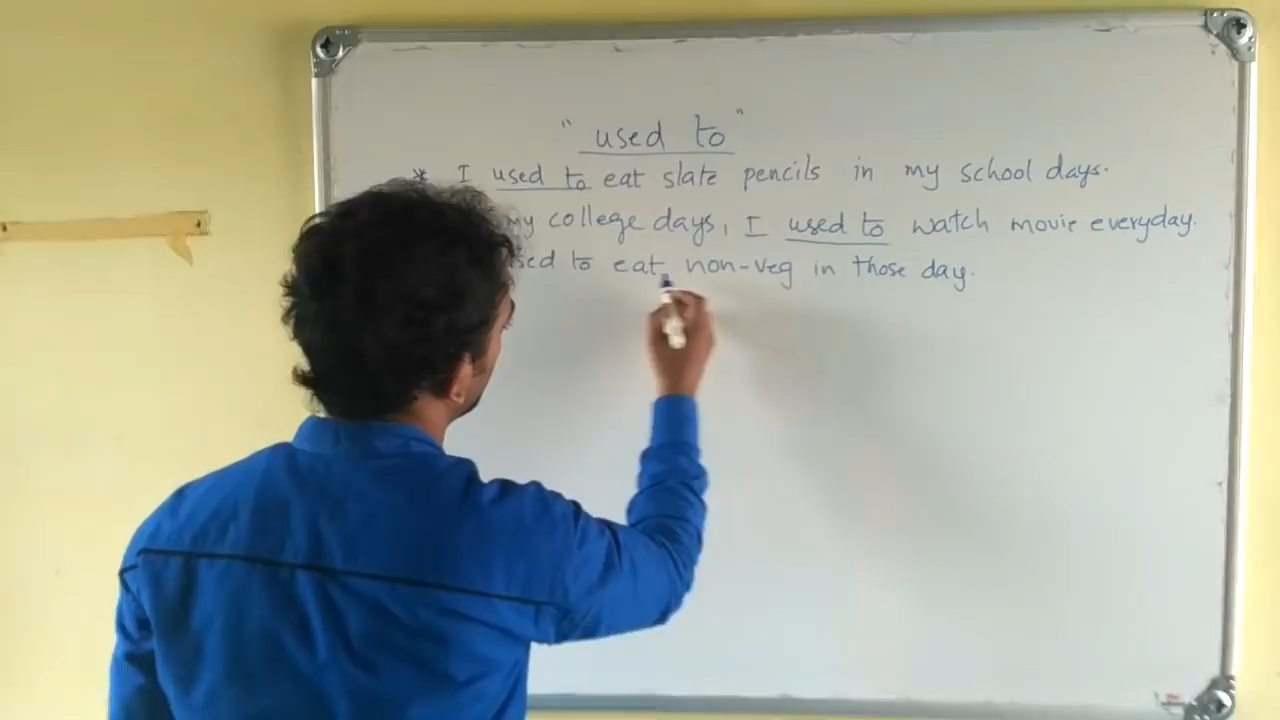 " used to "
* I used to eat slate pencils in my school days.
my college days, I used to watch movie everyday.
sed to eat non-veg in those day.